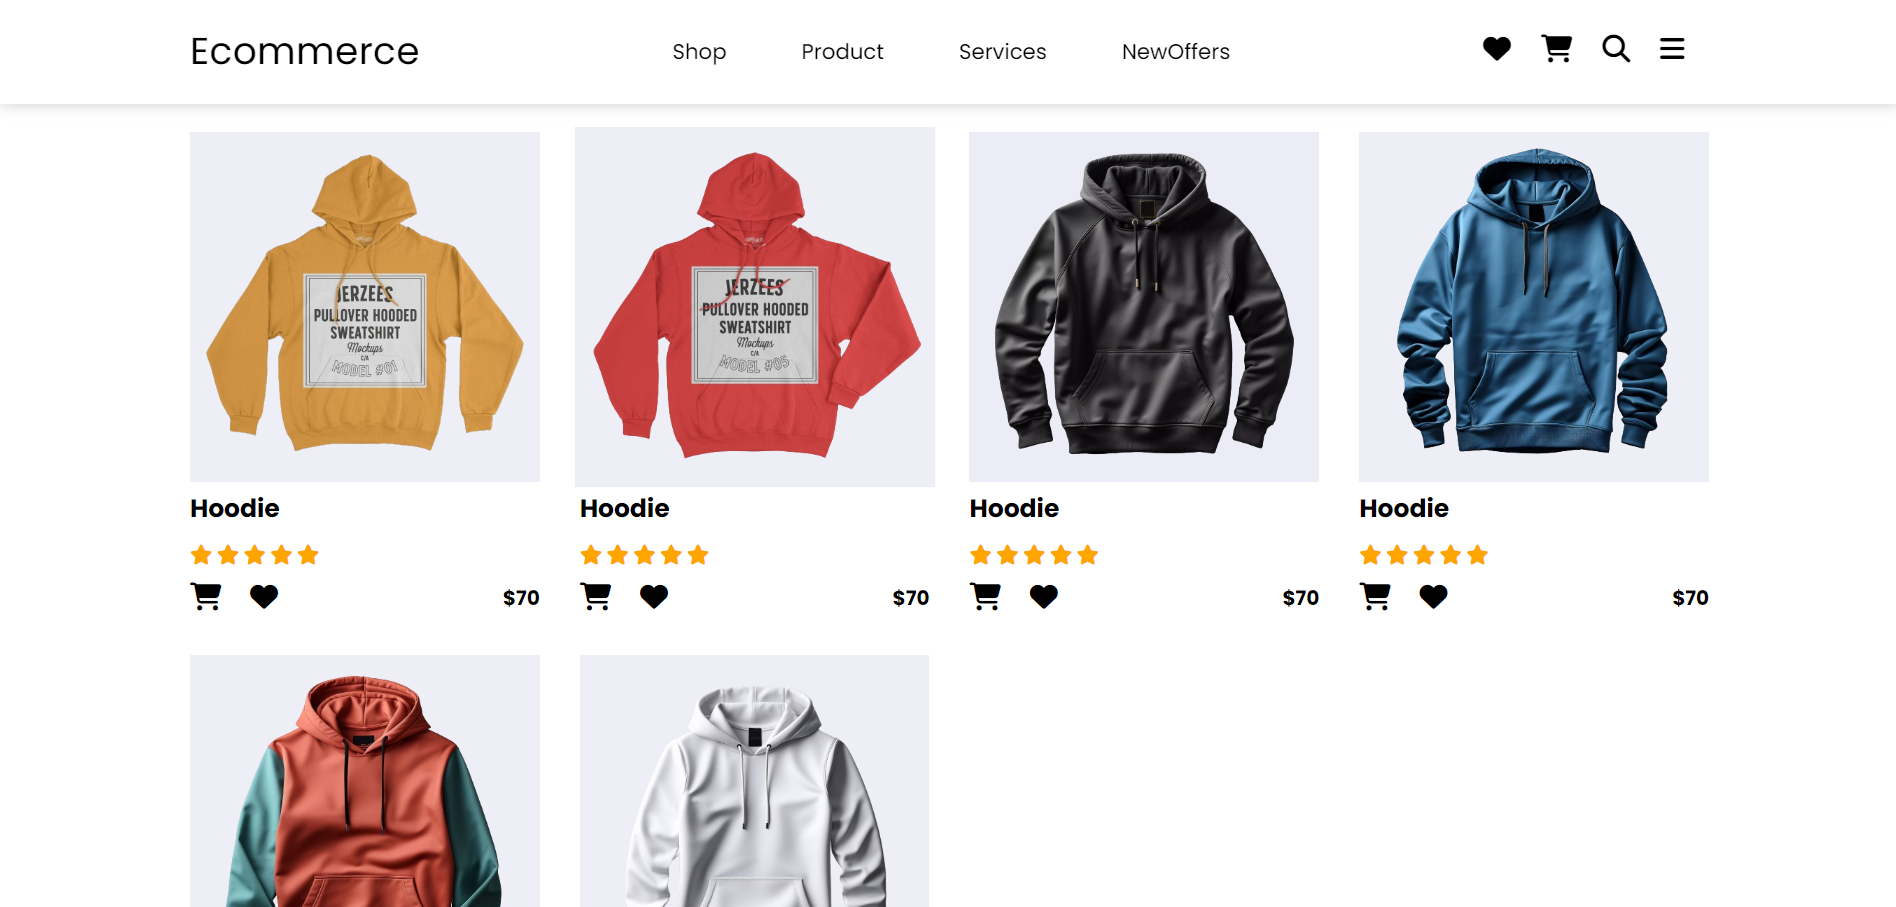 Ecommerce
Shop
Product
Services
NewOffers
JERZEES
PULLOVER HOODED
SWEATSHIRT
Mockups
C/A
MODEL #01
JERZEES
PULLOVER HOODED
SWEATSHIRT
Mockups
C/A
MODEL #05
Hoodie
$70
Hoodie
$70
Hoodie
$70
Hoodie
$70